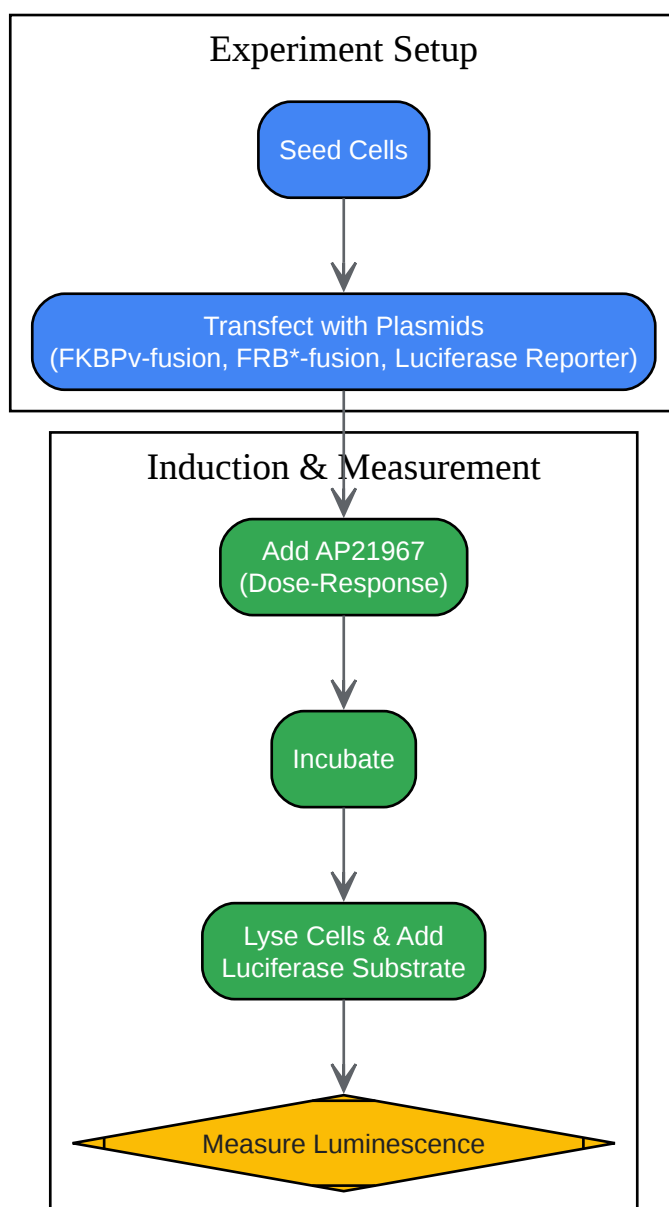 Experiment Setup
Seed Cells
Transfect with Plasmids
(FKBPv-fusion, FRB*-fusion, Luciferase Reporter)
Induction & Measurement
Add AP21967
(Dose-Response)
Incubate
Lyse Cells & Add
Luciferase Substrate
Measure Luminescence